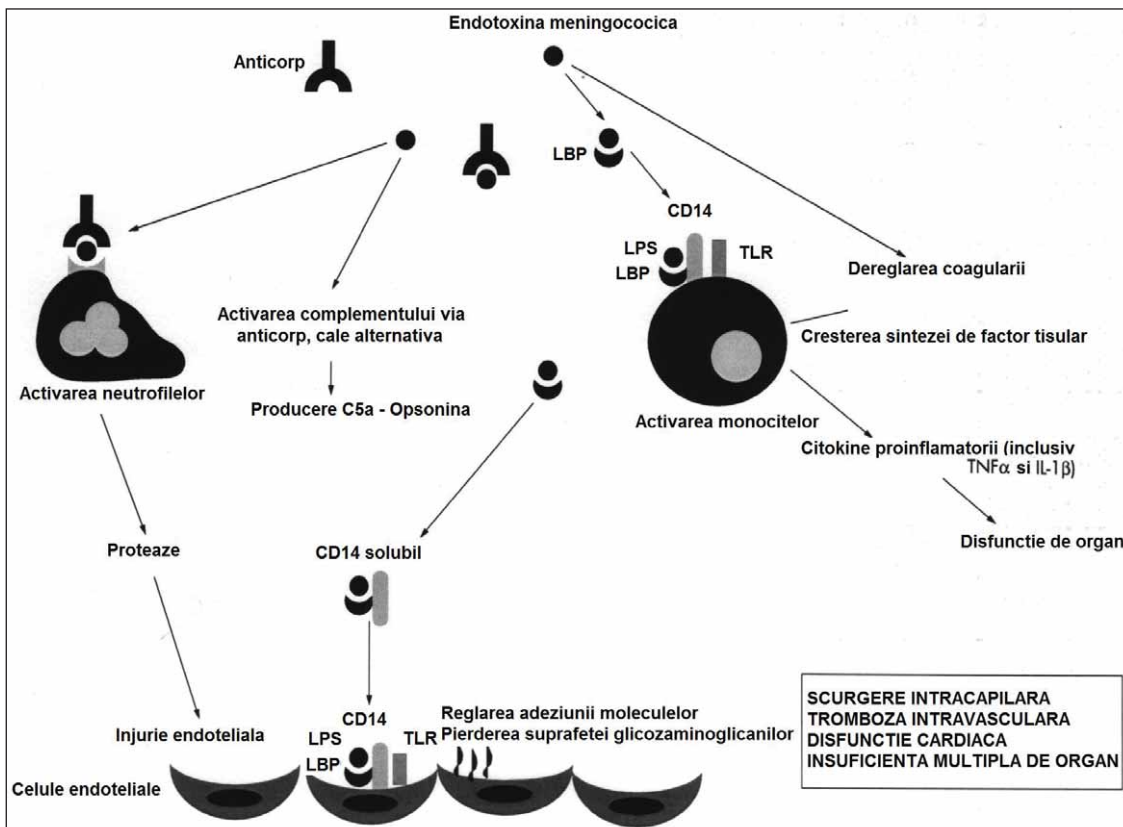 Endotoxina meningococica
Anticorp
LBP
CD14
LPS
TLR
LBP
Dereglarea coagularii
Activarea complementului via
anticorp, cale alternativa
Cresterea sintezei de factor tisular
Activarea neutrofilelor
Producere C5a - Opsonina
Activarea monocitelor
Citokine proinflamatorii (inclusiv
TNFα si IL-1β)
Proteaze
CD14 solubil
Disfunctie de organ
Injurie endoteliala
CD14
LPS
TLR
LBP
Reglarea adeziunii moleculelor
Pierderea suprafetei glicozaminoglicanilor
Celule endoteliale
SCURGERE INTRACAPILARA
TROMBOZA INTRAVASCULARA
DISFUNCTIE CARDIACA
INSUFICIENTA MULTIPLA DE ORGAN